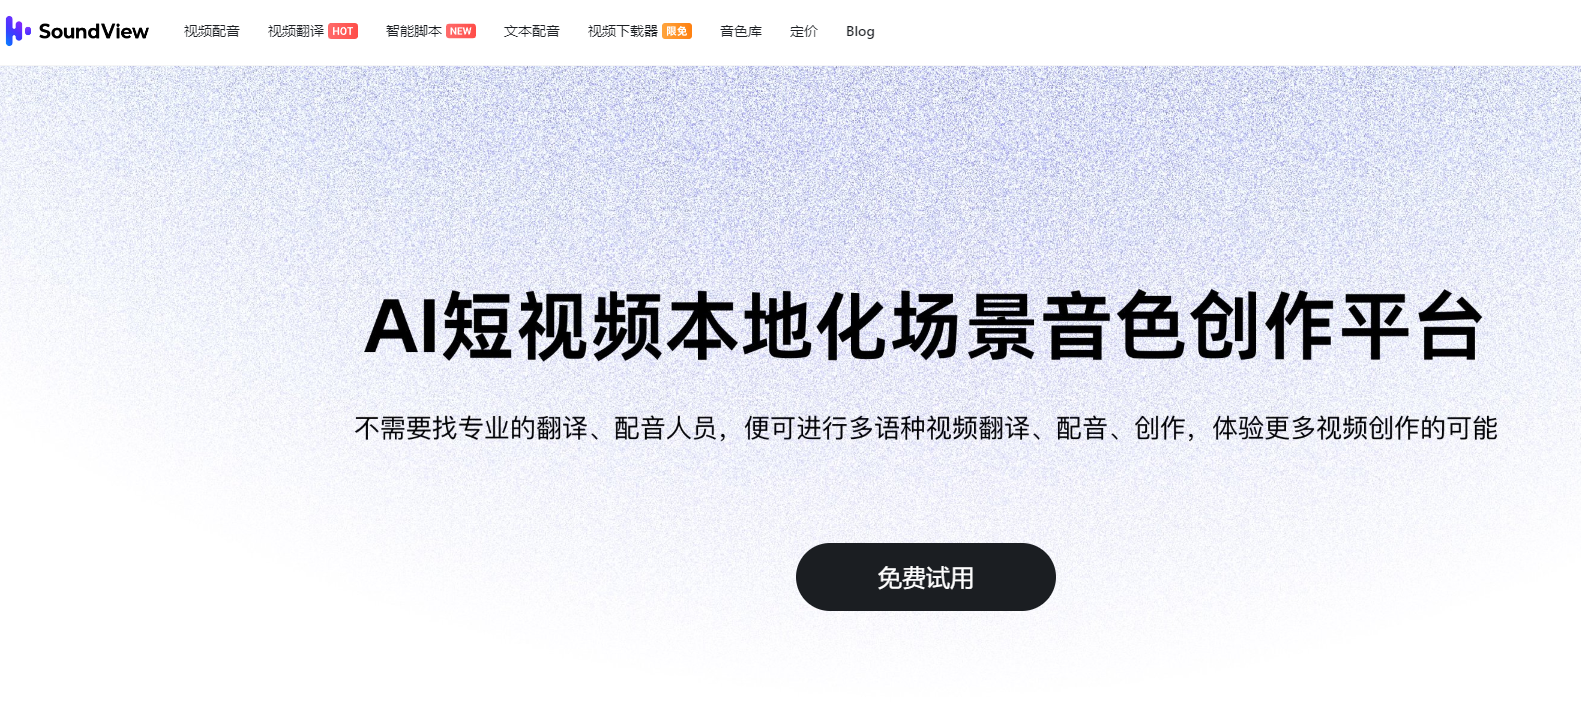 SoundView 视频配音 视频翻译 HOT 智能脚本 NEW 文本配音 视频下载器 限免 音色库 定价 Blog
AI短视频本地化场景音色创作平台
不需要找专业的翻译、配音人员，便可进行多语种视频翻译、配音、创作，体验更多视频创作的可能
免费试用